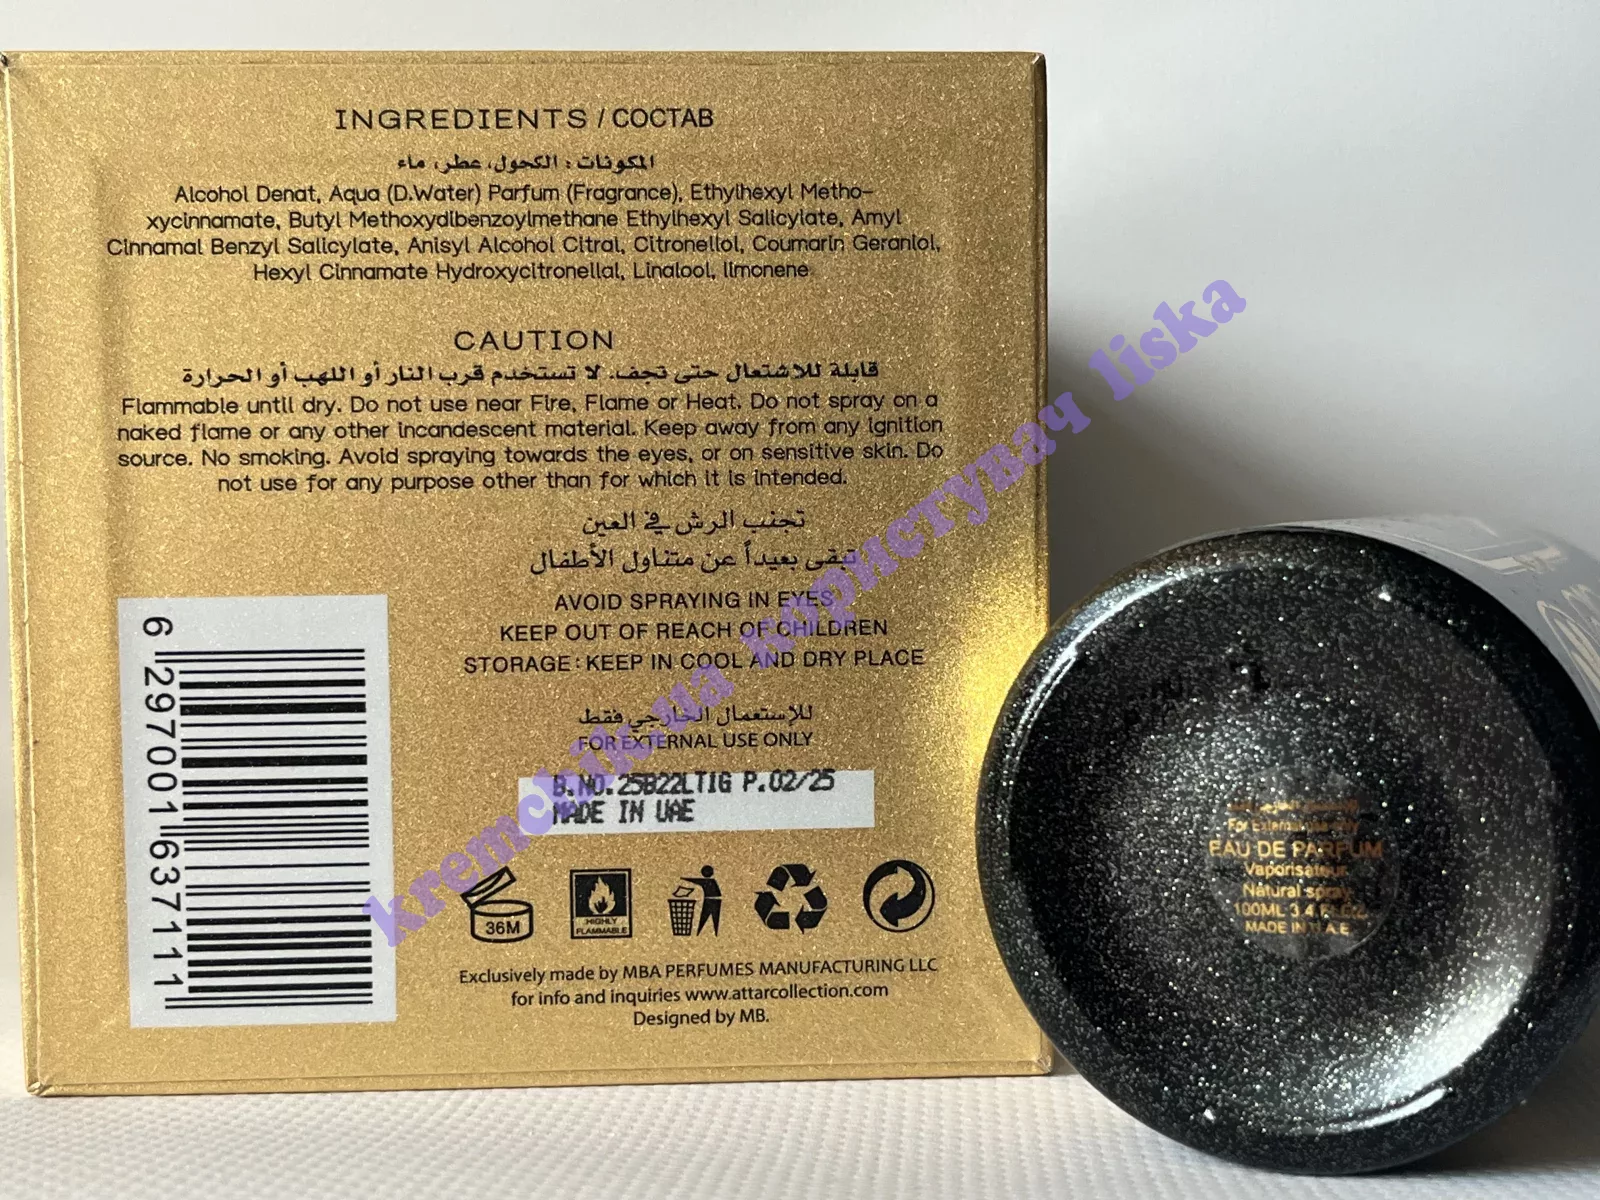 INGREDIENTS / СОСТАВ
المكونات : الكحول، عطر، ماء
Alcohol Denat, Aqua (D.Water) Parfum (Fragrance), Ethylhexyl Metho-
xycinnamate, Butyl Methoxydibenzoylmethane Ethylhexyl Salicylate, Amyl
Cinnamal Benzyl Salicylate, Anisyl Alcohol Citral, Citronellol, Coumarin Geraniol,
Hexyl Cinnamate Hydroxycitronellal, Linalool, limonene
CAUTION
قابلة للاشتعال حتى تجف. لا تستخدم قرب النار أو اللهب أو الحرارة
Flammable until dry. Do not use near Fire, Flame or Heat. Do not spray on a
naked flame or any other incandescent material. Keep away from any ignition
source. No smoking. Avoid spraying towards the eyes, or on sensitive skin. Do
not use for any purpose other than for which it is intended.
تجنب الرش في العين
تبقى بعيداً عن متناول الأطفال
AVOID SPRAYING IN EYES
KEEP OUT OF REACH OF CHILDREN
STORAGE : KEEP IN COOL AND DRY PLACE
للإستعمال الخارجي فقط
FOR EXTERNAL USE ONLY
B.NO.25B22LTIG P.02/25
MADE IN UAE
6 297001 637111
36M
HIGHLY
FLAMMABLE
Exclusively made by MBA PERFUMES MANUFACTURING LLC
for info and inquiries www.attarcollection.com
Designed by MB.
For External use only
EAU DE PARFUM
Vaporisateur
Natural spray
100ML 3.4 FL.OZ
MADE IN U.A.E
kremchik.ua користувач liska